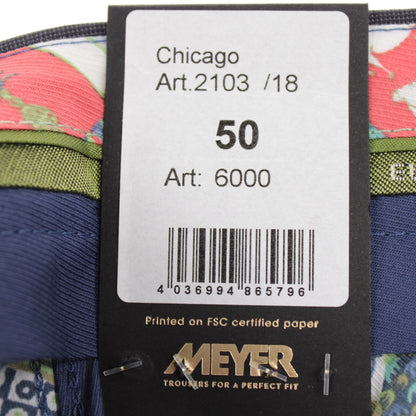 Chicago
Art.2103 /18
50
Art: 6000
4 036994 865796
Printed on FSC certified paper
MEYER
TROUSERS FOR A PERFECT FIT